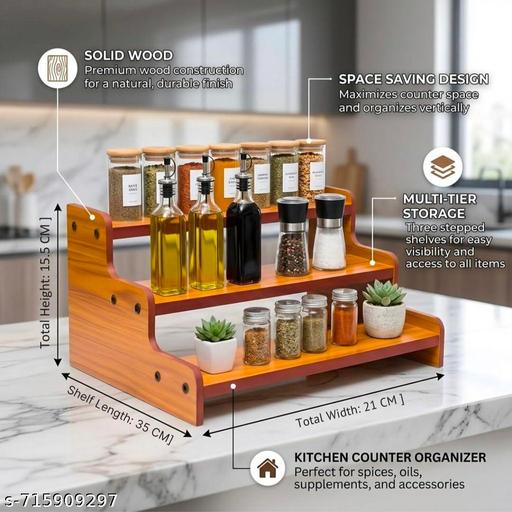 SOLID WOOD
Premium wood construction
for a natural, durable finish
SPACE SAVING DESIGN
Maximizes counter space
and organizes vertically
MULTI-TIER
STORAGE
Three stepped
shelves for easy
visibility and
access to all items
Total Height: 15.5 CM ]
Shelf Length: 35 CM]
Total Width: 21 CM ]
KITCHEN COUNTER ORGANIZER
Perfect for spices, oils,
supplements, and accessories
s-715909297